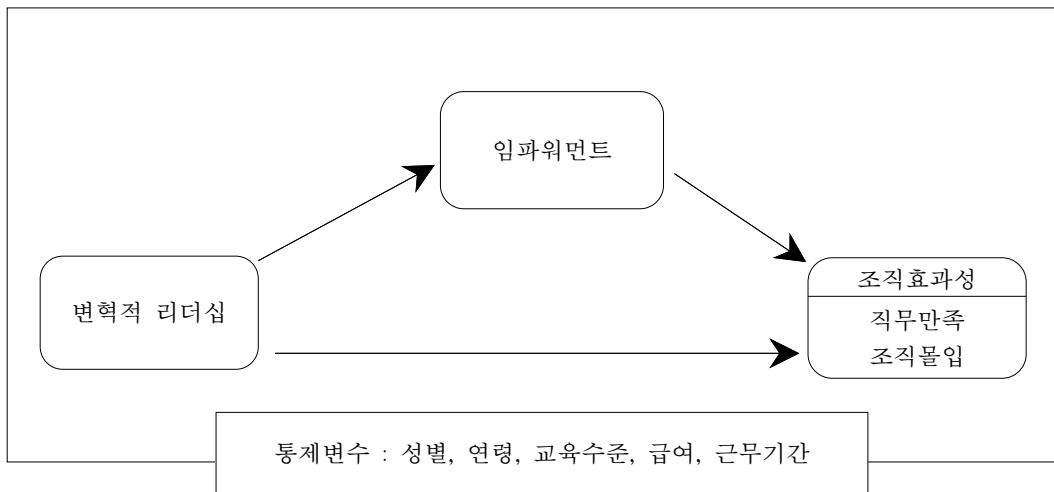 임파워먼트
변혁적 리더십
조직효과성
직무만족
조직몰입
통제변수 : 성별, 연령, 교육수준, 급여, 근무기간